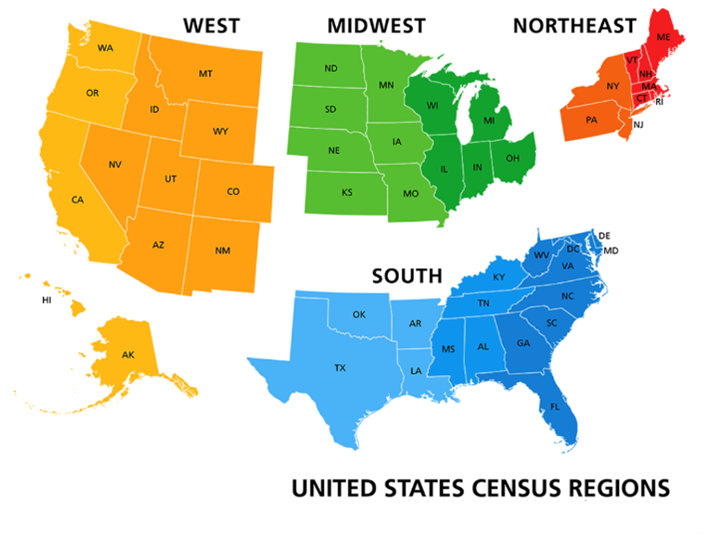 WEST
WA
MT
OR
ID
WY
NV
UT
CO
CA
AZ
NM
HI
AK
MIDWEST
ND
MN
WI
SD
MI
IA
NE
OH
IL
IN
KS
MO
NORTHEAST
ME
VT
NH
NY
MA
CT
RI
PA
NJ
SOUTH
DE
DC
MD
WV
VA
KY
NC
TN
OK
AR
SC
GA
MS
AL
TX
LA
FL
UNITED STATES CENSUS REGIONS